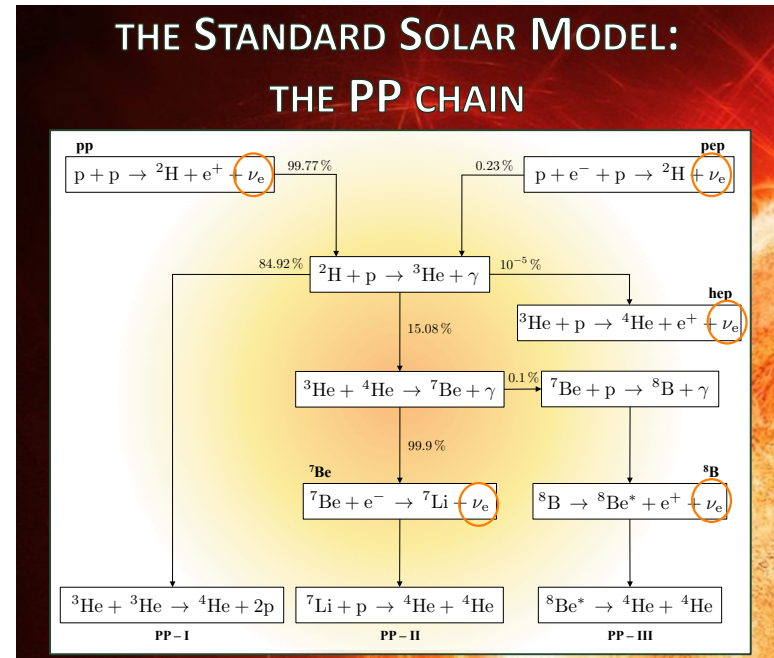 THE STANDARD SOLAR MODEL:
THE PP CHAIN
pp
p + p → ²H + e⁺ + νₑ
99.77 %
0.23 %
pep
p + e⁻ + p → ²H + νₑ
84.92 %
²H + p → ³He + γ
10⁻⁵ %
hep
³He + p → ⁴He + e⁺ + νₑ
15.08 %
³He + ⁴He → ⁷Be + γ
0.1 %
⁷Be + p → ⁸B + γ
99.9 %
⁷Be
⁷Be + e⁻ → ⁷Li + νₑ
⁸B
⁸B → ⁸Be* + e⁺ + νₑ
³He + ³He → ⁴He + 2p
⁷Li + p → ⁴He + ⁴He
⁸Be* → ⁴He + ⁴He
PP – I
PP – II
PP – III